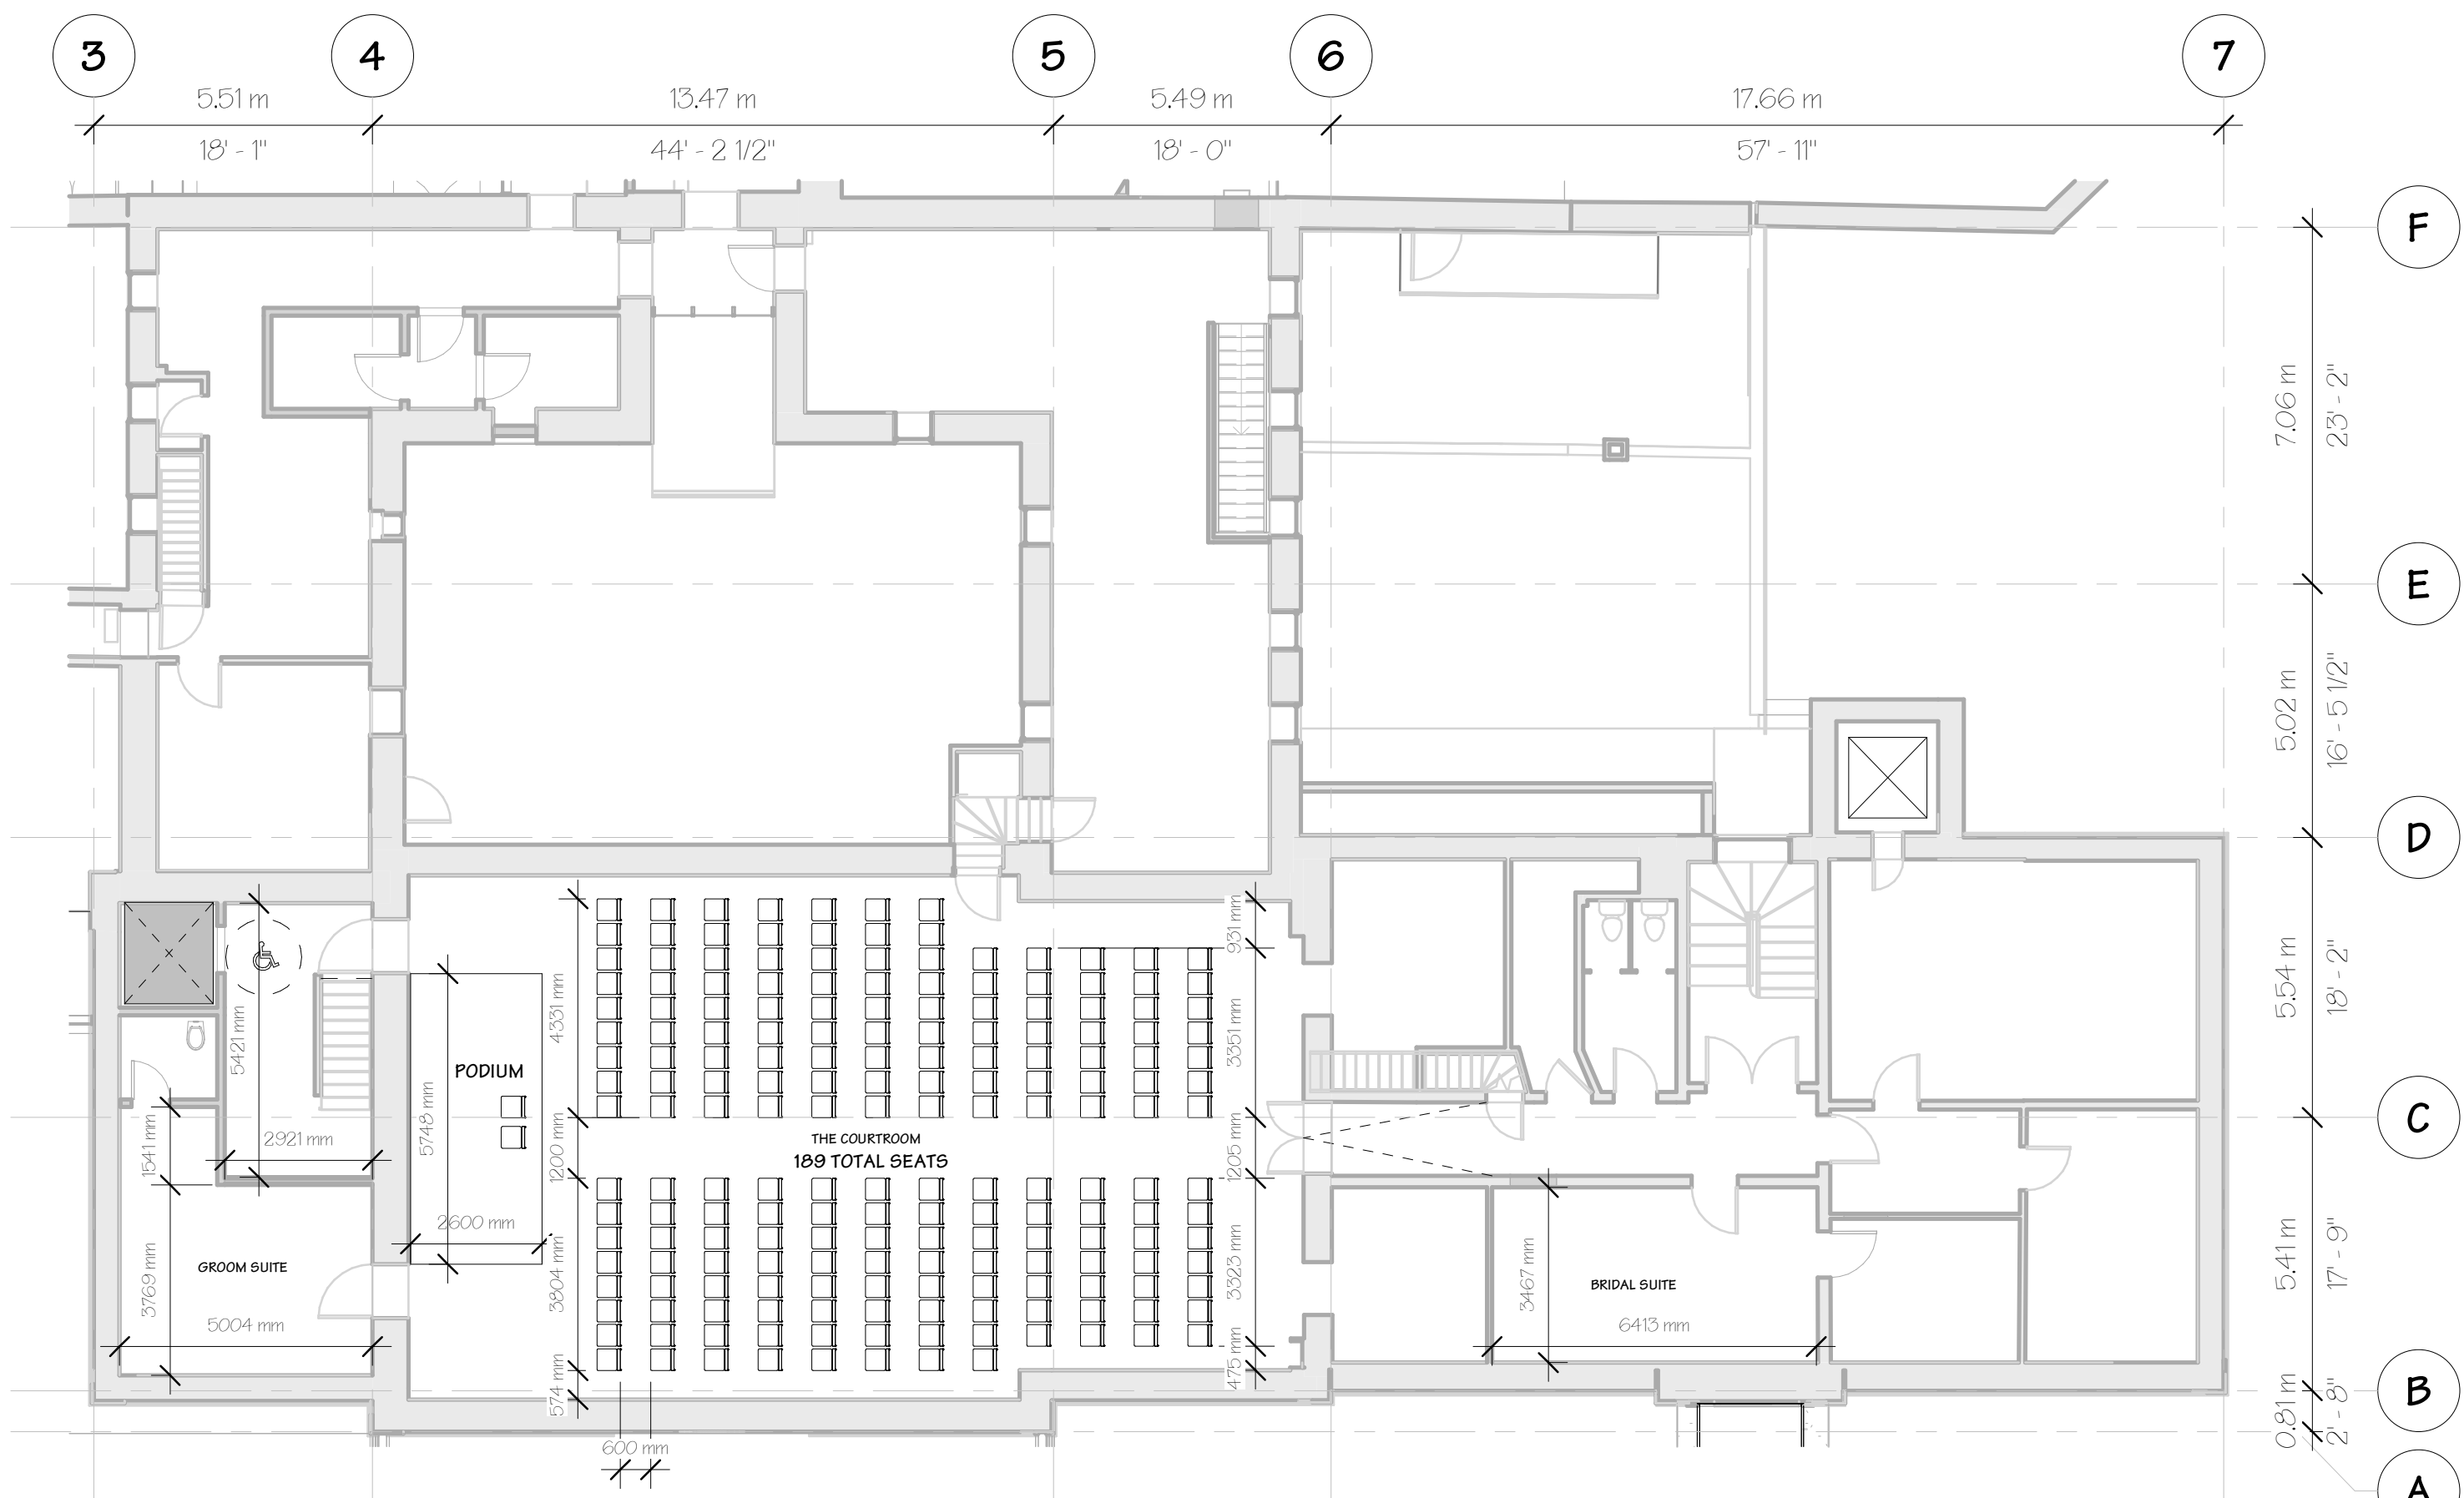 3
4
5
6
7
5.51 m
13.47 m
5.49 m
17.66 m
18' - 1"
44' - 2 1/2"
18' - 0"
57' - 11"
F
7.06 m
23' - 2"
E
5.02 m
16' - 5 1/2"
D
5.54 m
18' - 2"
C
5.41 m
17' - 9"
B
0.81 m
2' - 8"
A
5421 mm
2921 mm
1541 mm
3769 mm
GROOM SUITE
5004 mm
PODIUM
5748 mm
2600 mm
4331 mm
1200 mm
3804 mm
574 mm
600 mm
THE COURTROOM
189 TOTAL SEATS
931 mm
3351 mm
1205 mm
3323 mm
475 mm
3467 mm
BRIDAL SUITE
6413 mm